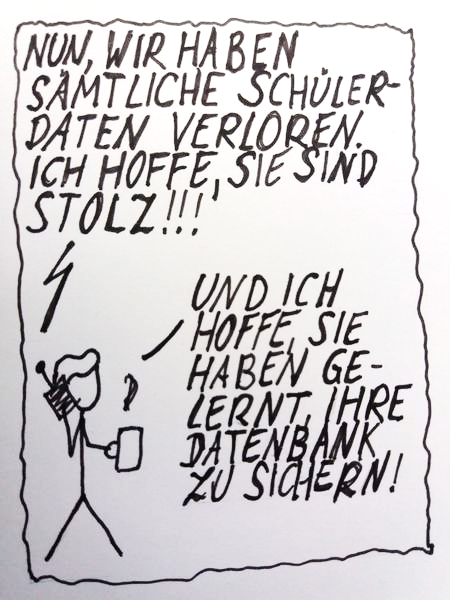 NUN, WIR HABEN
SÄMTLICHE SCHÜLER-
DATEN VERLOREN.
ICH HOFFE, SIE SIND
STOLZ!!!
UND ICH
HOFFE, SIE
HABEN GE-
LERNT, IHRE
DATENBANK
ZU SICHERN!